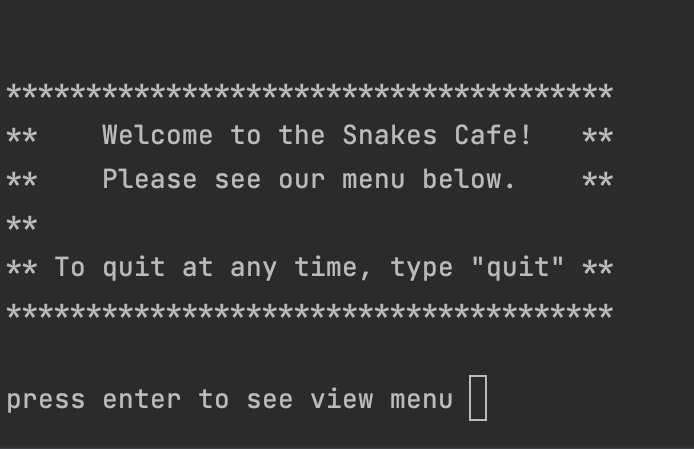 **************************************
**    Welcome to the Snakes Cafe!   **
**    Please see our menu below.    **
**
** To quit at any time, type "quit" **
**************************************
press enter to see view menu